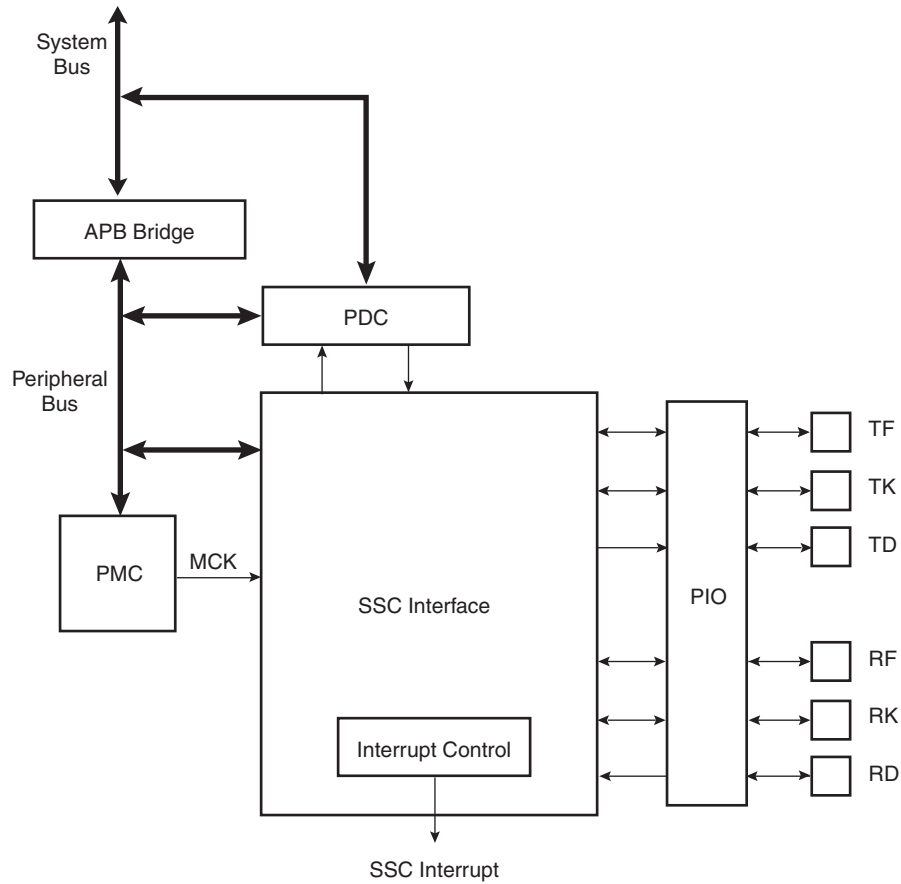 System
Bus
APB Bridge
PDC
Peripheral
Bus
PMC
MCK
SSC Interface
Interrupt Control
SSC Interrupt
PIO
TF
TK
TD
RF
RK
RD